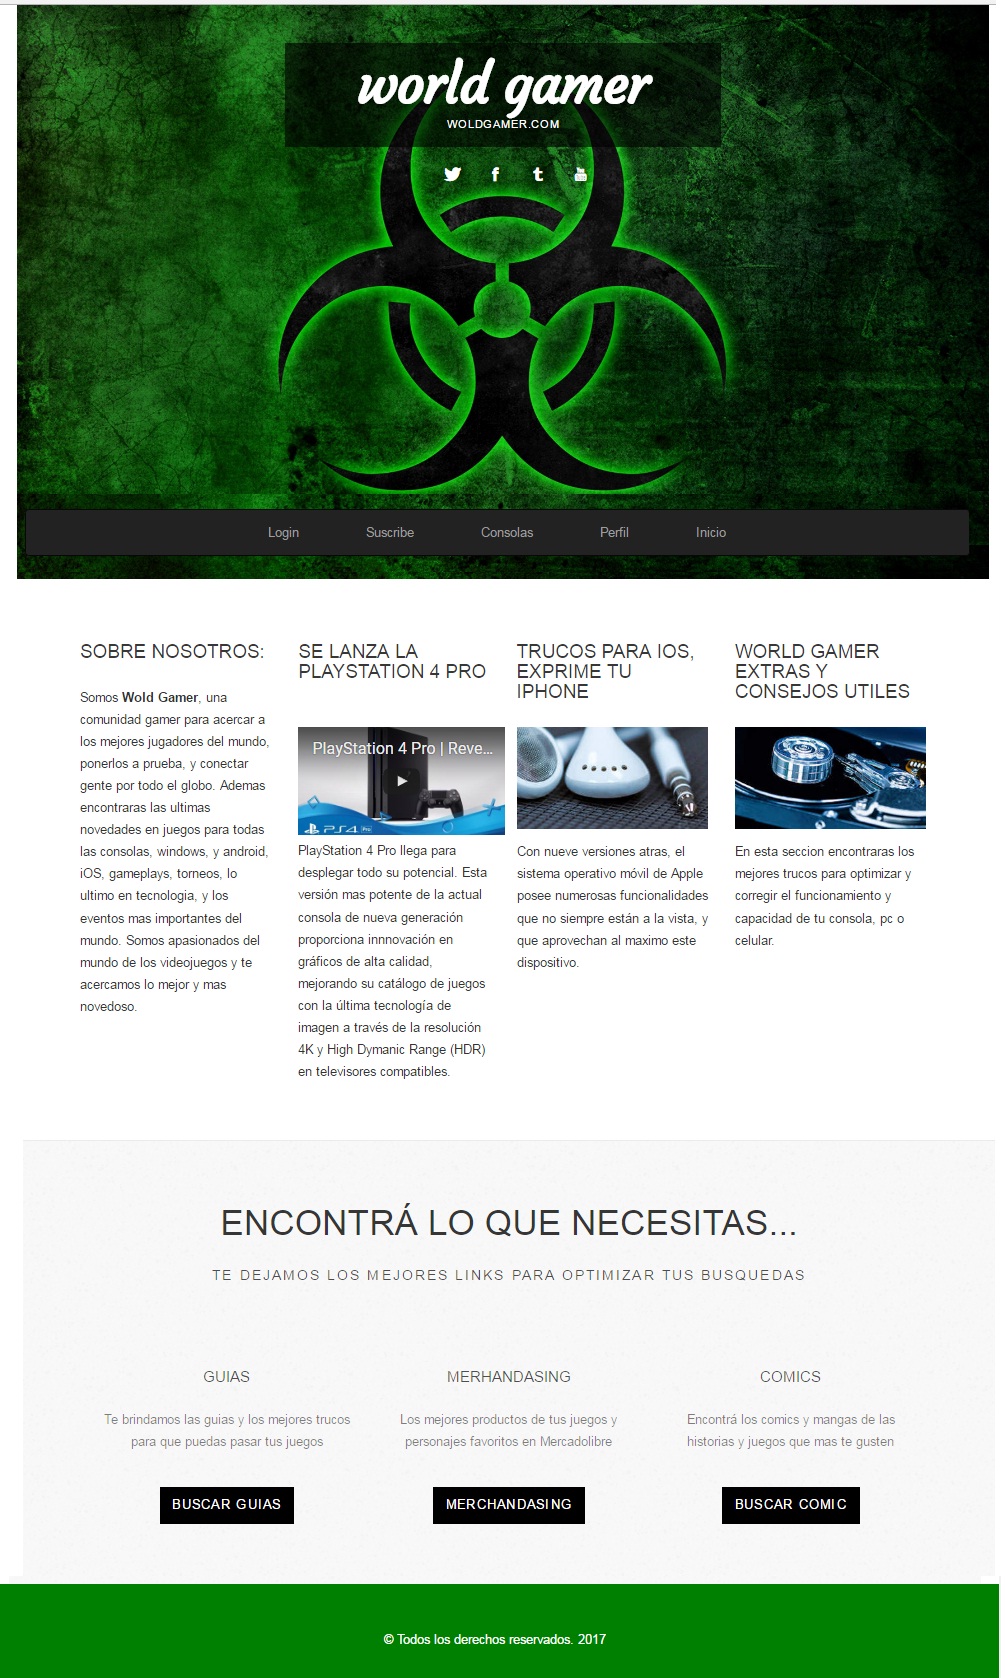 world gamer
WOLDGAMER.COM
Login
Suscribe
Consolas
Perfil
Inicio
SOBRE NOSOTROS:
Somos Wold Gamer, una
comunidad gamer para acercar a
los mejores jugadores del mundo,
ponerlos a prueba, y conectar
gente por todo el globo. Ademas
encontraras las ultimas
novedades en juegos para todas
las consolas, windows, y android,
iOS, gameplays, torneos, lo
ultimo en tecnologia, y los
eventos mas importantes del
mundo. Somos apasionados del
mundo de los videojuegos y te
acercamos lo mejor y mas
novedoso.
SE LANZA LA
PLAYSTATION 4 PRO
PlayStation 4 Pro | Reve...
PS4 Pro
PlayStation 4 Pro llega para
desplegar todo su potencial. Esta
versión mas potente de la actual
consola de nueva generación
proporciona innnovación en
gráficos de alta calidad,
mejorando su catálogo de juegos
con la última tecnología de
imagen a través de la resolución
4K y High Dymanic Range (HDR)
en televisores compatibles.
TRUCOS PARA IOS,
EXPRIME TU
IPHONE
Con nueve versiones atras, el
sistema operativo móvil de Apple
posee numerosas funcionalidades
que no siempre están a la vista, y
que aprovechan al maximo este
dispositivo.
WORLD GAMER
EXTRAS Y
CONSEJOS UTILES
En esta seccion encontraras los
mejores trucos para optimizar y
corregir el funcionamiento y
capacidad de tu consola, pc o
celular.
ENCONTRÁ LO QUE NECESITAS...
TE DEJAMOS LOS MEJORES LINKS PARA OPTIMIZAR TUS BUSQUEDAS
GUIAS
Te brindamos las guias y los mejores trucos
para que puedas pasar tus juegos
BUSCAR GUIAS
MERHANDASING
Los mejores productos de tus juegos y
personajes favoritos en Mercadolibre
MERCHANDASING
COMICS
Encontrá los comics y mangas de las
historias y juegos que mas te gusten
BUSCAR COMIC
© Todos los derechos reservados. 2017